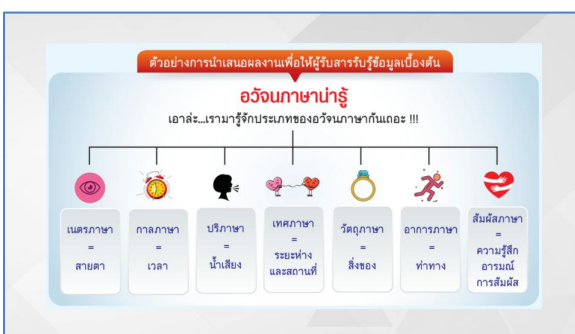 ตัวอย่างการนำเสนอผลงานเพื่อให้ผู้รับสารรับรู้ข้อมูลเบื้องต้น
อวัจนภาษาน่ารู้
เอาล่ะ...เรามารู้จักประเภทของอวัจนภาษากันเถอะ !!!
เนตรภาษา
=
สายตา
กาลภาษา
=
เวลา
ปริภาษา
=
น้ำเสียง
เทศภาษา
=
ระยะห่าง
และสถานที่
วัตถุภาษา
=
สิ่งของ
อาการภาษา
=
ท่าทาง
สัมผัสภาษา
=
ความรู้สึก
อารมณ์
การสัมผัส